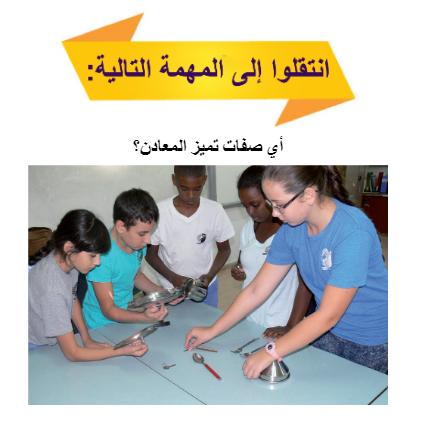 انتقلوا إلى المهمة التالية:
أي صفات تميز المعادن؟